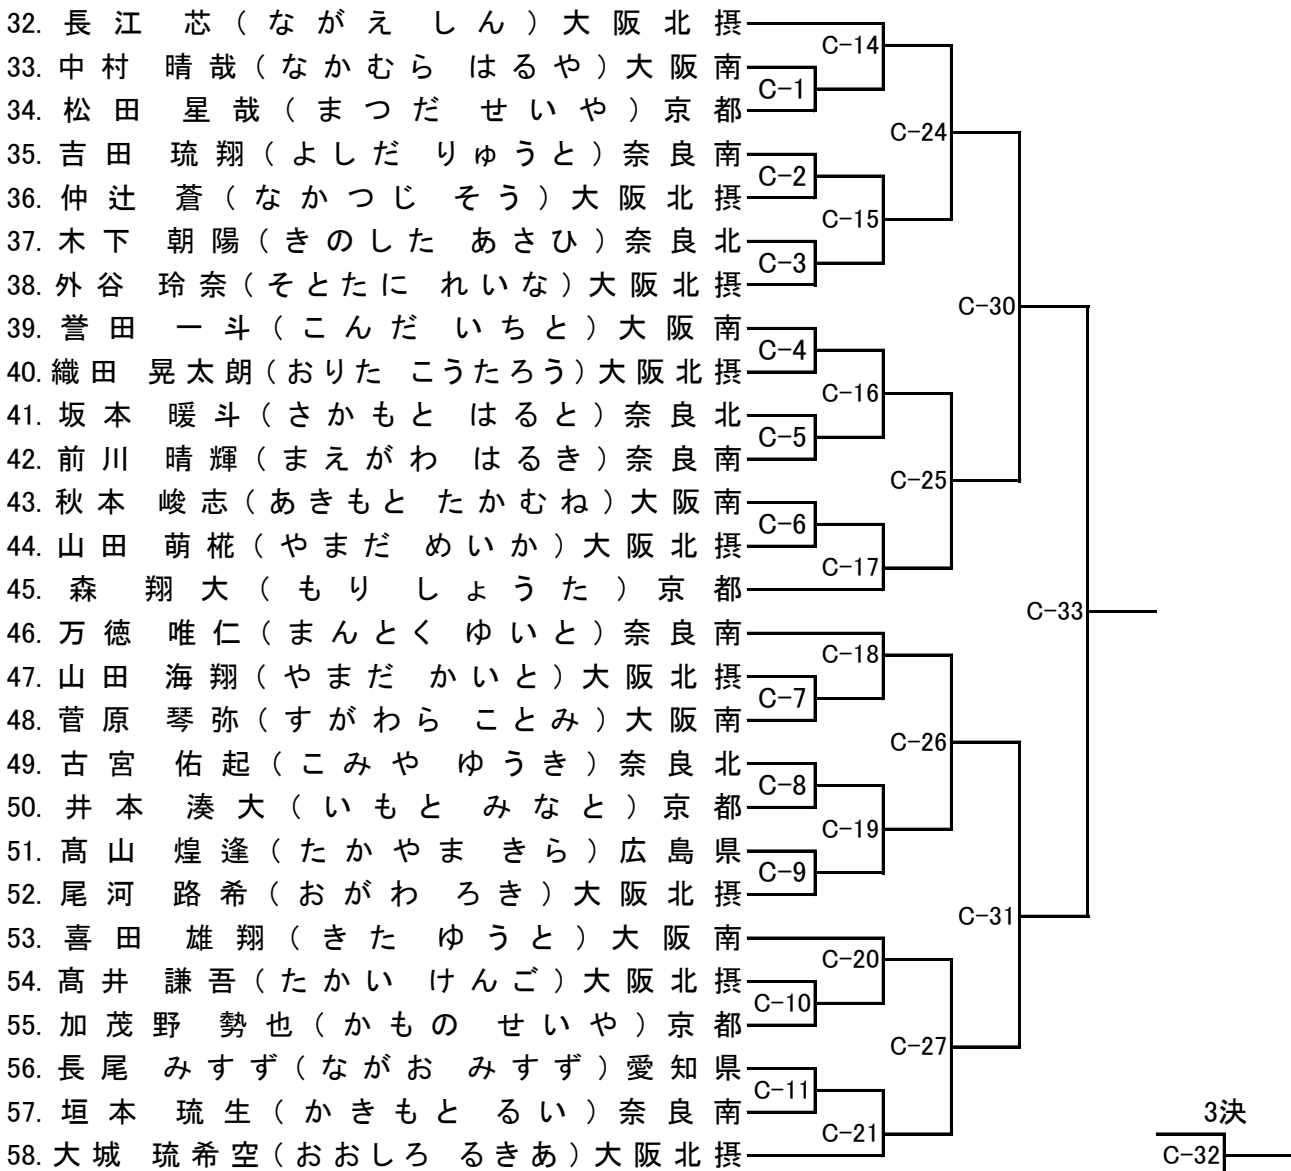 32. 長江 芯(ながえ しん)大阪北摂
C-14
33. 中村 晴哉(なかむら はるや)大阪南
C-1
34. 松田 星哉(まつだ せいや)京都
C-24
35. 吉田 琉翔(よしだ りゅうと)奈良南
C-2
36. 仲辻 蒼(なかつじ そう)大阪北摂
C-15
37. 木下 朝陽(きのした あさひ)奈良北
C-3
38. 外谷 玲奈(そとたに れいな)大阪北摂
C-30
39. 誉田 一斗(こんだ いちと)大阪南
C-4
40. 織田 晃太朗(おりた こうたろう)大阪北摂
C-16
41. 坂本 暖斗(さかもと はると)奈良北
C-5
42. 前川 晴輝(まえがわ はるき)奈良南
C-25
43. 秋本 峻志(あきもと たかむね)大阪南
C-6
44. 山田 萌椛(やまだ めいか)大阪北摂
C-17
45. 森 翔大(もり しょうた)京都
C-33
46. 万徳 唯仁(まんとく ゆいと)奈良南
C-18
47. 山田 海翔(やまだ かいと)大阪北摂
C-7
48. 菅原 琴弥(すがわら ことみ)大阪南
C-26
49. 古宮 佑起(こみや ゆうき)奈良北
C-8
50. 井本 湊大(いもと みなと)京都
C-19
51. 髙山 煌逢(たかやま きら)広島県
C-9
52. 尾河 路希(おがわ ろき)大阪北摂
C-31
53. 喜田 雄翔(きた ゆうと)大阪南
C-20
54. 髙井 謙吾(たかい けんご)大阪北摂
C-10
55. 加茂野 勢也(かもの せいや)京都
C-27
56. 長尾 みすず(ながお みすず)愛知県
C-11
57. 垣本 琉生(かきもと るい)奈良南
3決
C-21
58. 大城 琉希空(おおしろ るきあ)大阪北摂
C-32